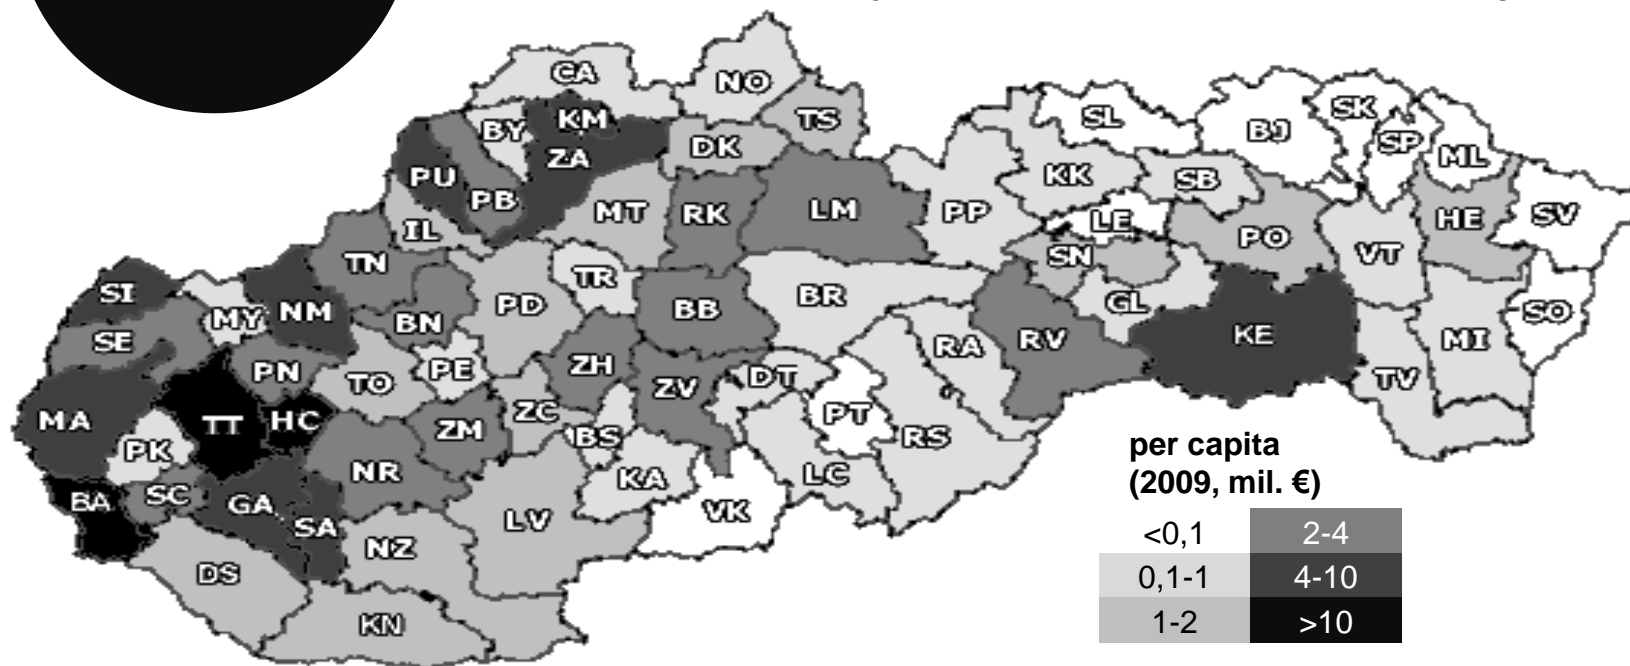 CA
NO
KM
BY
TS
SL
SK
BJ
SP
DK
ZA
ML
PU
KK
SB
PB
MT
RK
LM
PP
LE
HE
SV
IL
PO
SN
VT
TN
TR
SI
PD
BR
GL
NM
BB
SO
MY
BN
KE
SE
RV
RA
MI
PN
PE
ZH
TO
ZV
DT
TV
MA
TT
HC
ZC
PT
ZM
BS
RS
PK
NR
KA
LC
BA
SC
GA
VK
LV
SA
NZ
DS
KN
per capita
(2009, mil. €)
<0,1 2-4
0,1-1 4-10
1-2 >10